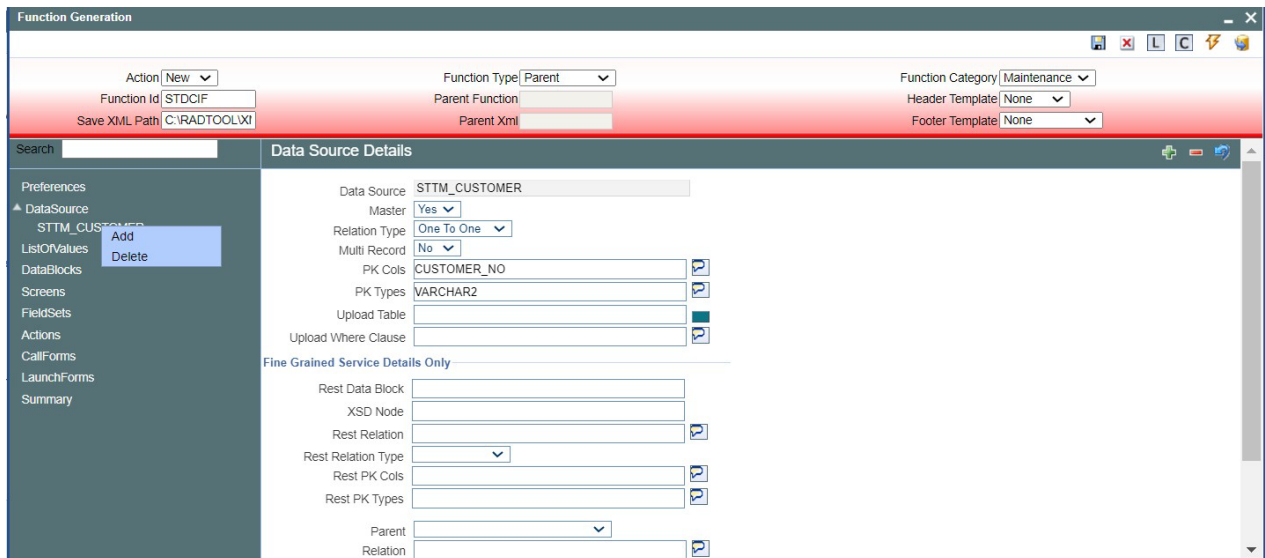 Function Generation
L C
Action New Function Type Parent Function Category Maintenance
Function Id STDCIF Parent Function Header Template None
Save XML Path C:\RADTOOL\XI Parent Xml Footer Template None
Search Data Source Details
Preferences
DataSource
STTM_CUSTOMER
Add
Delete
ListOfValues
DataBlocks
Screens
FieldSets
Actions
CallForms
LaunchForms
Summary
Data Source STTM_CUSTOMER
Master Yes
Relation Type One To One
Multi Record No
PK Cols CUSTOMER_NO
PK Types VARCHAR2
Upload Table
Upload Where Clause
Fine Grained Service Details Only
Rest Data Block
XSD Node
Rest Relation
Rest Relation Type
Rest PK Cols
Rest PK Types
Parent
Relation